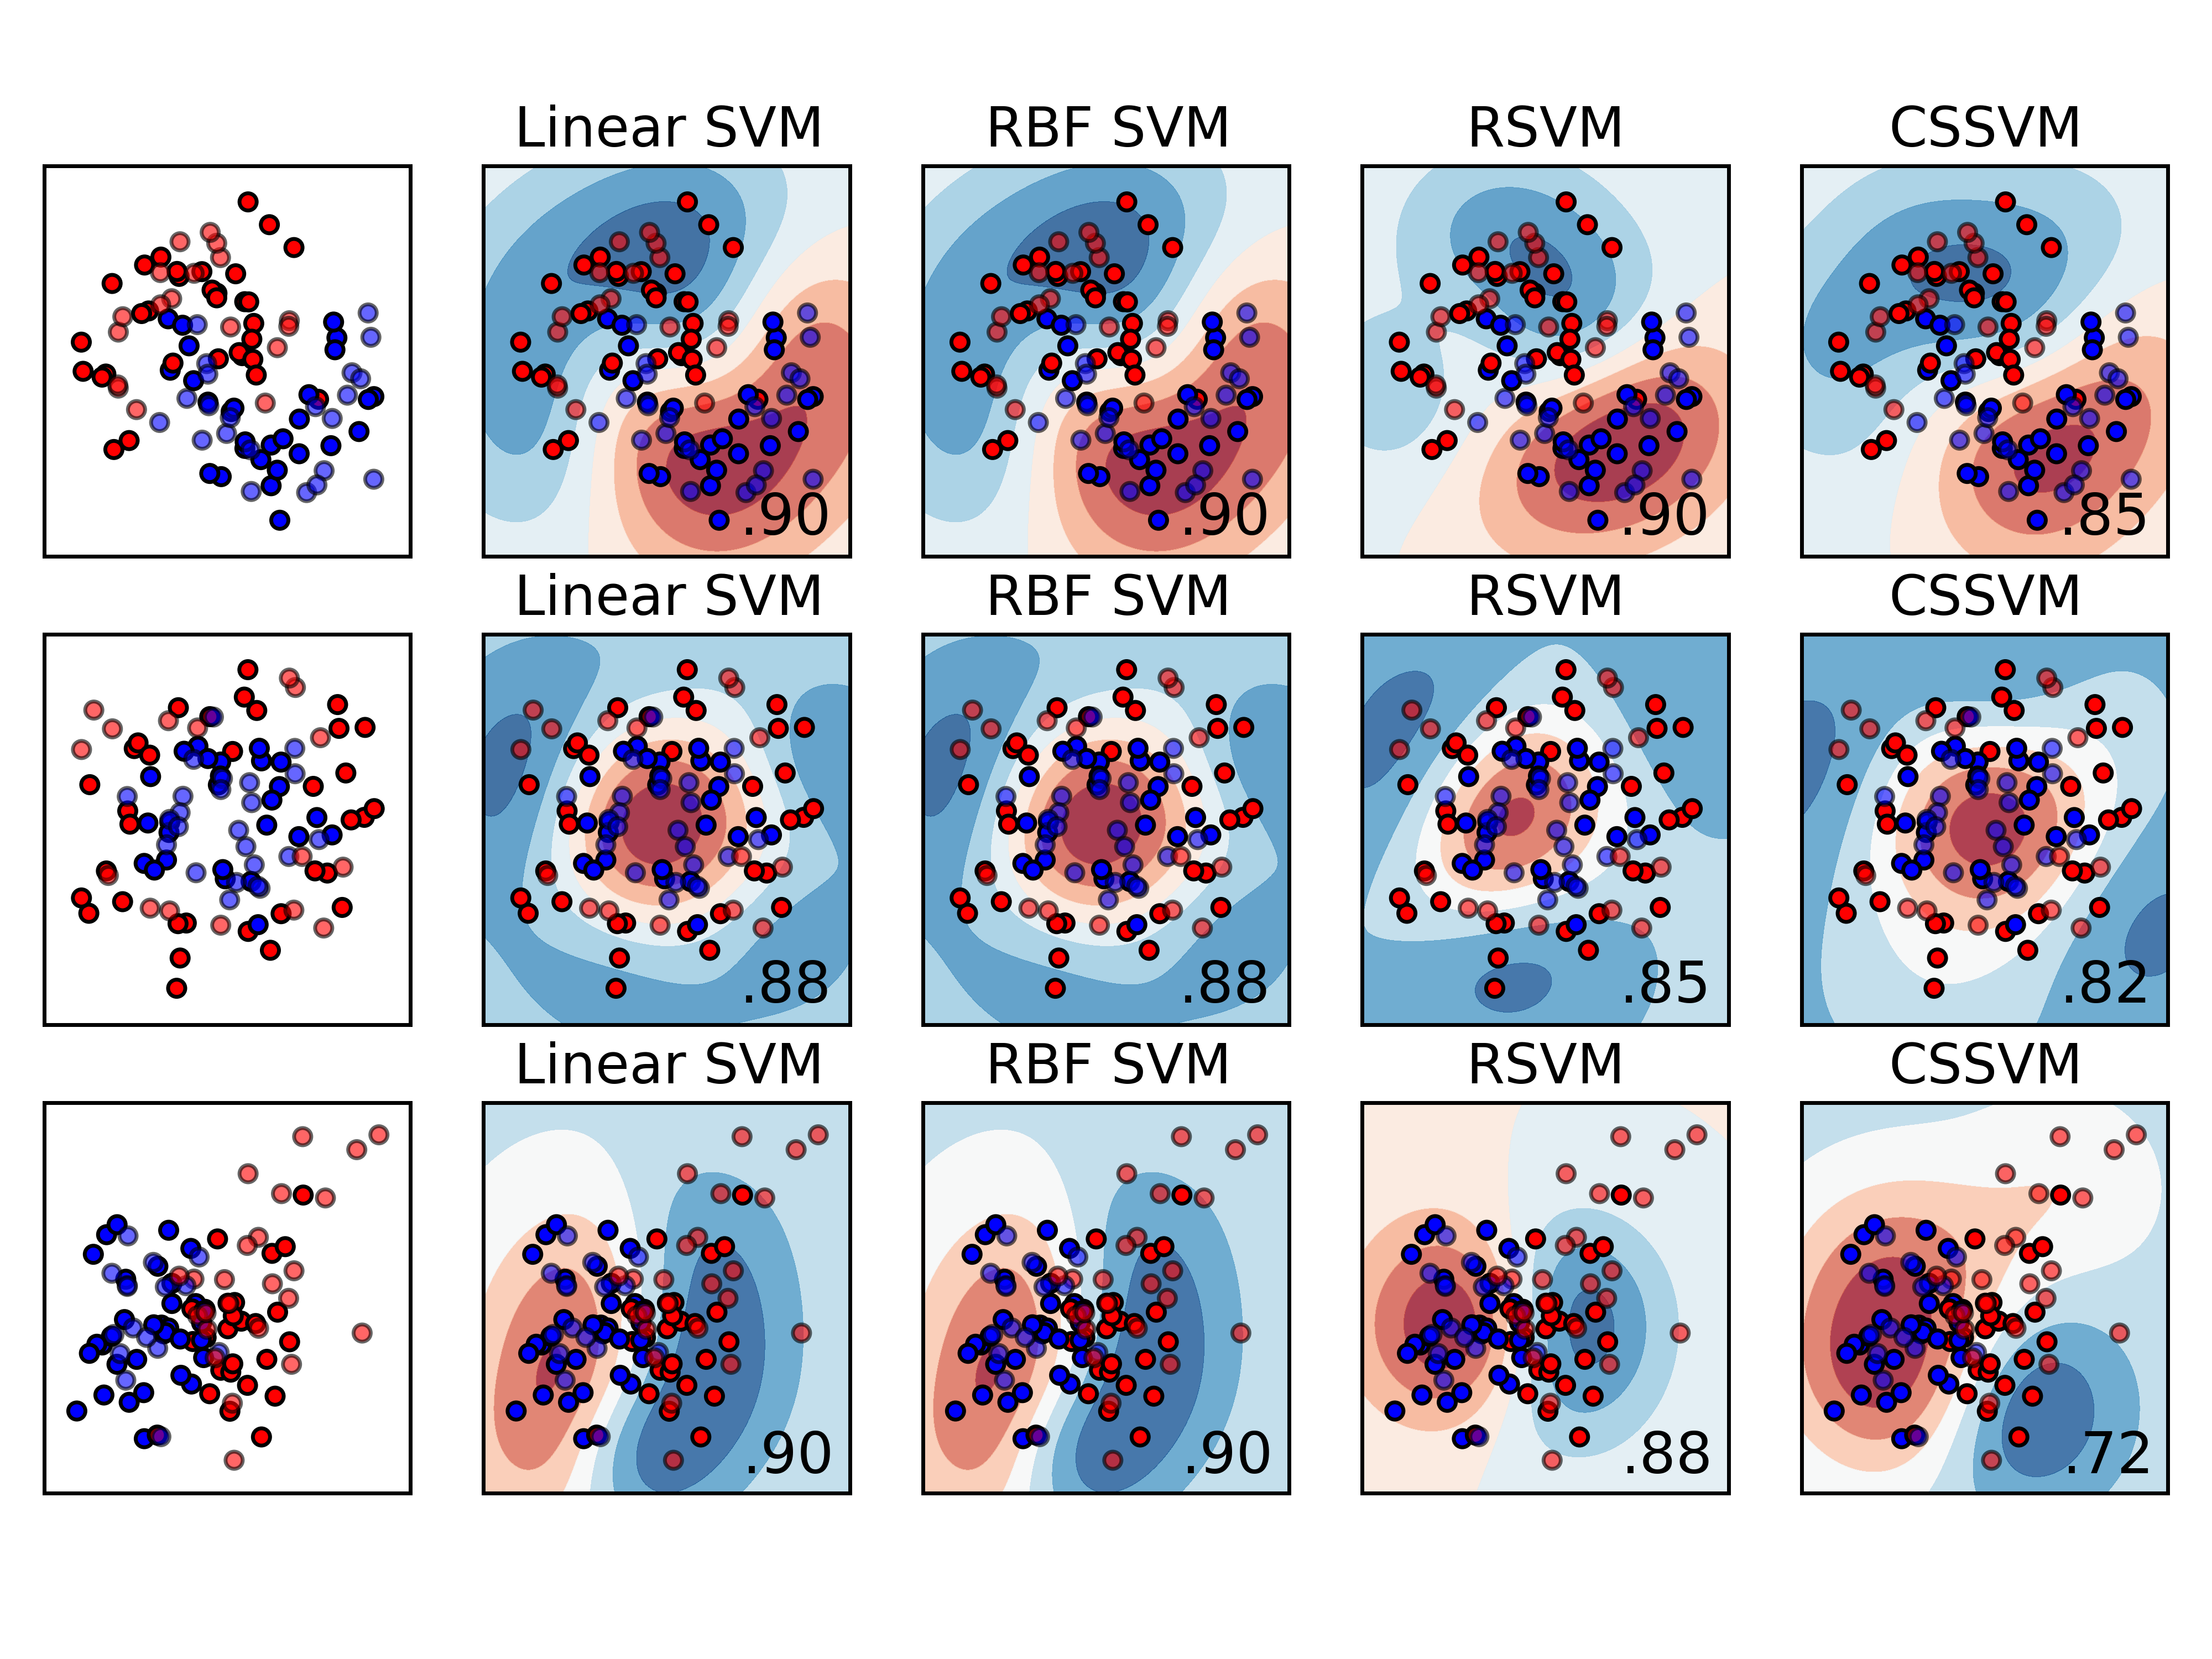 Linear SVM RBF SVM RSVM CSSVM
.90 .90 .90 .85
Linear SVM RBF SVM RSVM CSSVM
.88 .88 .85 .82
Linear SVM RBF SVM RSVM CSSVM
.90 .90 .88 .72